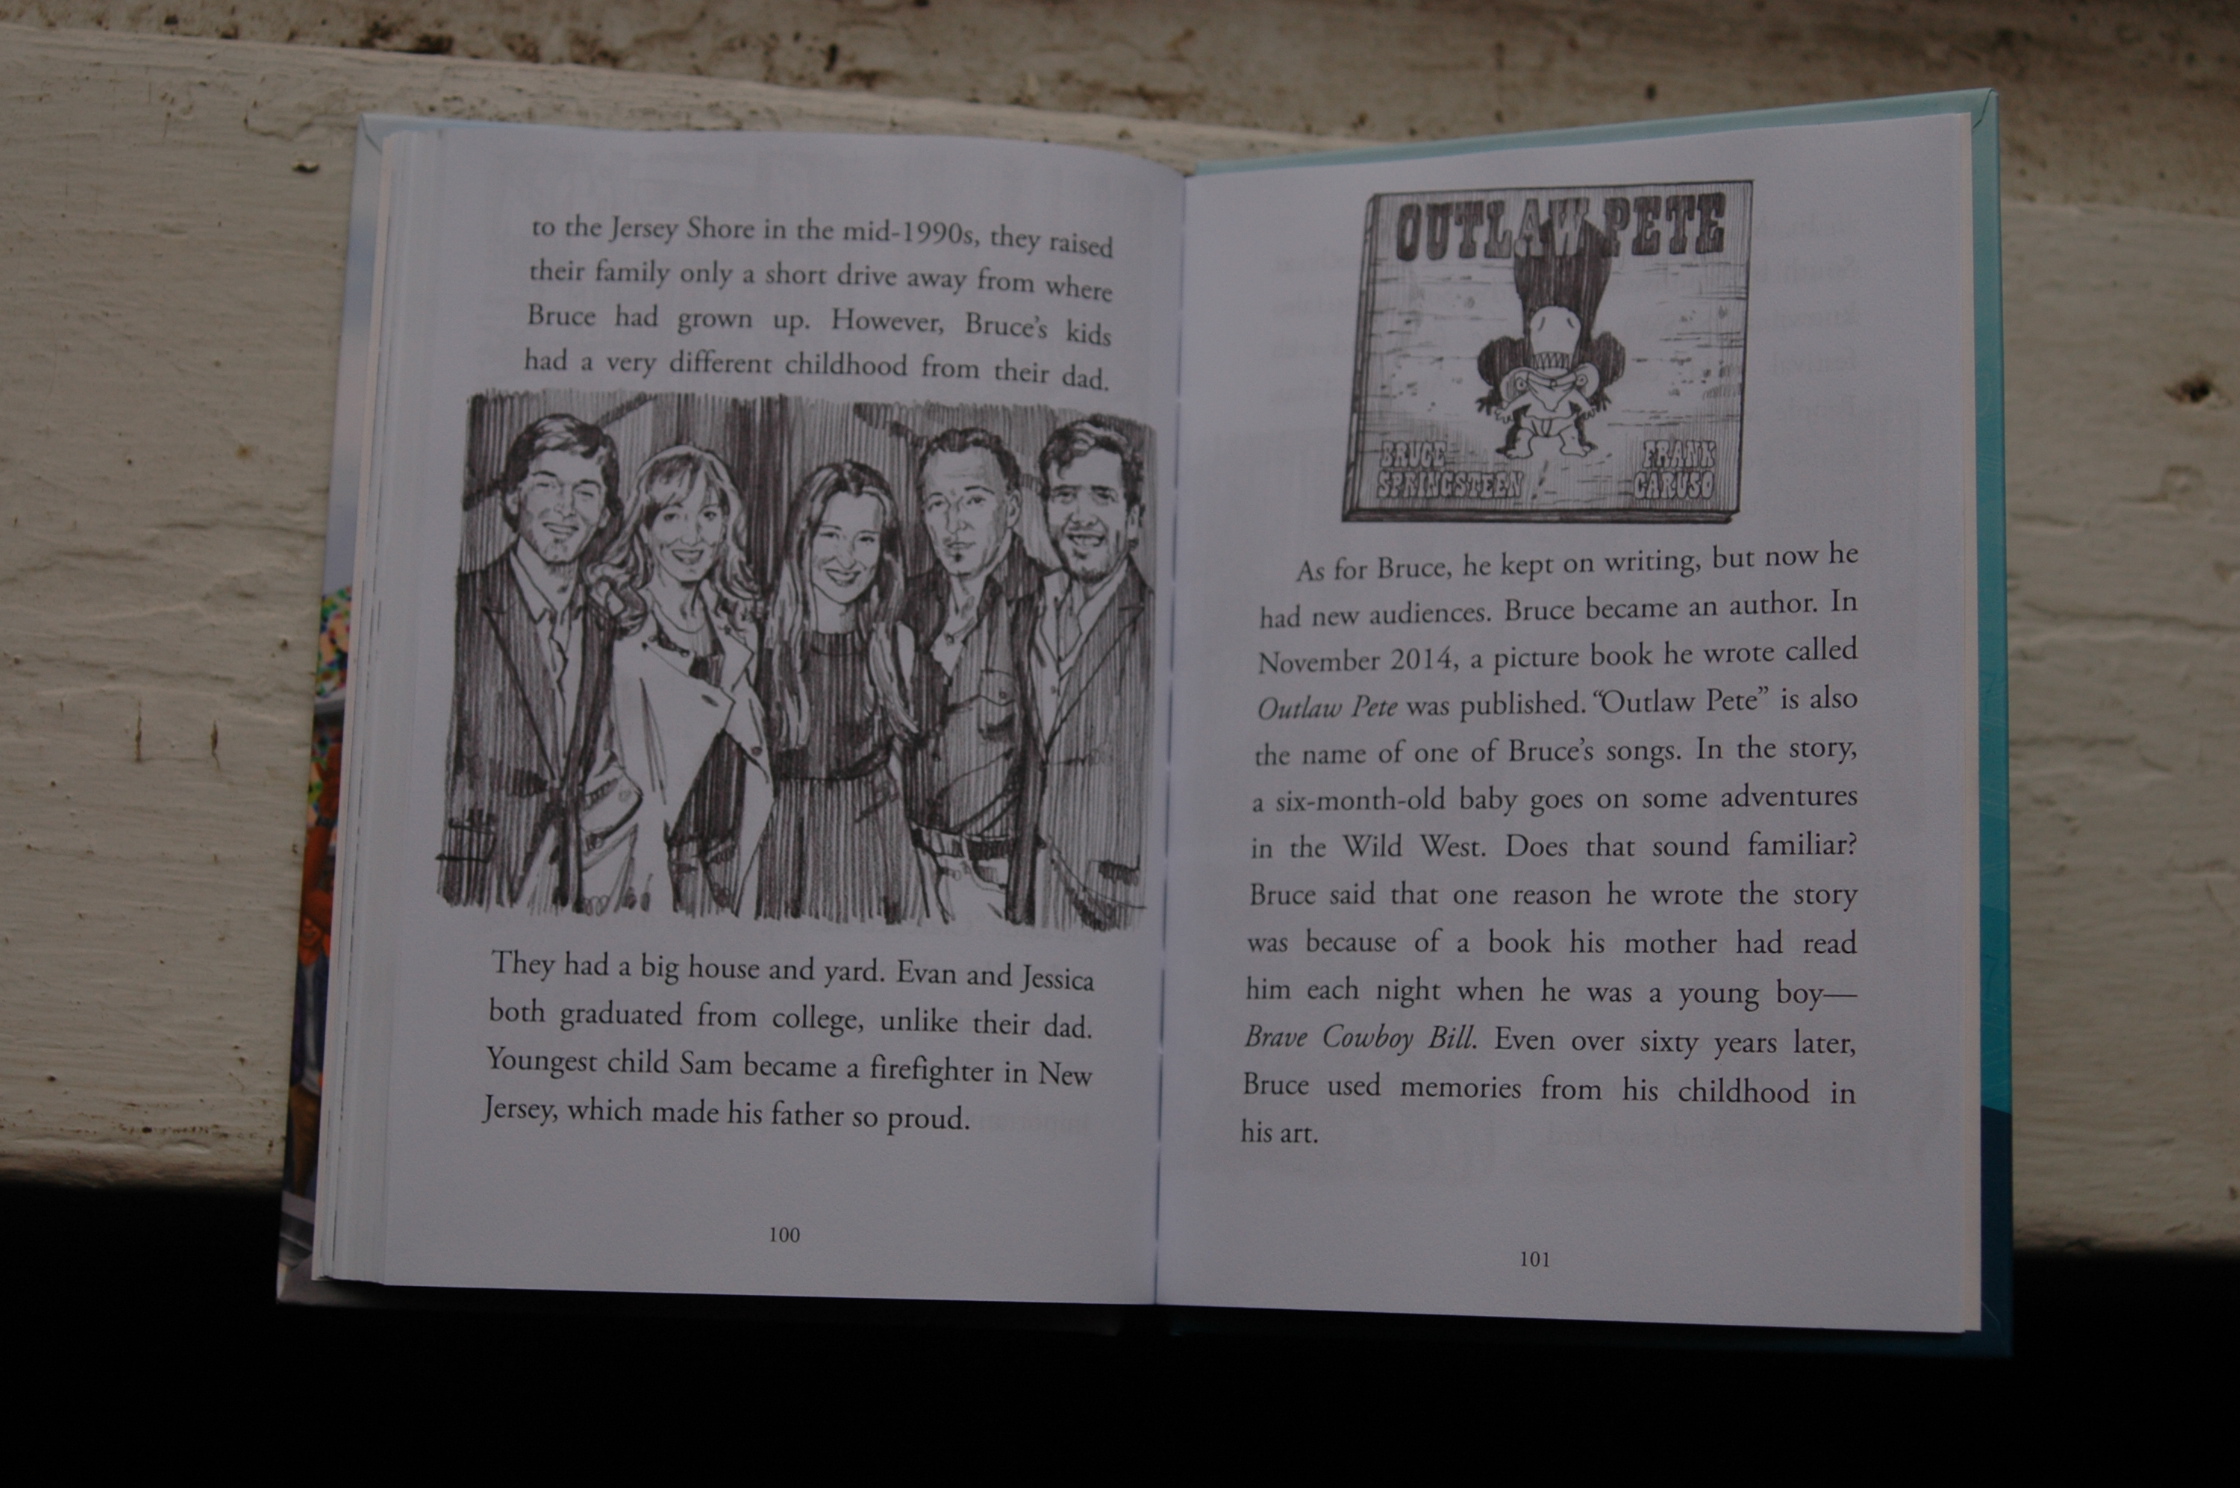 to the Jersey Shore in the mid-1990s, they raised
their family only a short drive away from where
Bruce had grown up. However, Bruce's kids
had a very different childhood from their dad.
They had a big house and yard. Evan and Jessica
both graduated from college, unlike their dad.
Youngest child Sam became a firefighter in New
Jersey, which made his father so proud.
100
OUTLAW PETE
BRUCE
SPRINGSTEEN
FRANK
CARUSO
As for Bruce, he kept on writing, but now he
had new audiences. Bruce became an author. In
November 2014, a picture book he wrote called
Outlaw Pete was published. “Outlaw Pete” is also
the name of one of Bruce's songs. In the story,
a six-month-old baby goes on some adventures
in the Wild West. Does that sound familiar?
Bruce said that one reason he wrote the story
was because of a book his mother had read
him each night when he was a young boy—
Brave Cowboy Bill. Even over sixty years later,
Bruce used memories from his childhood in
his art.
101